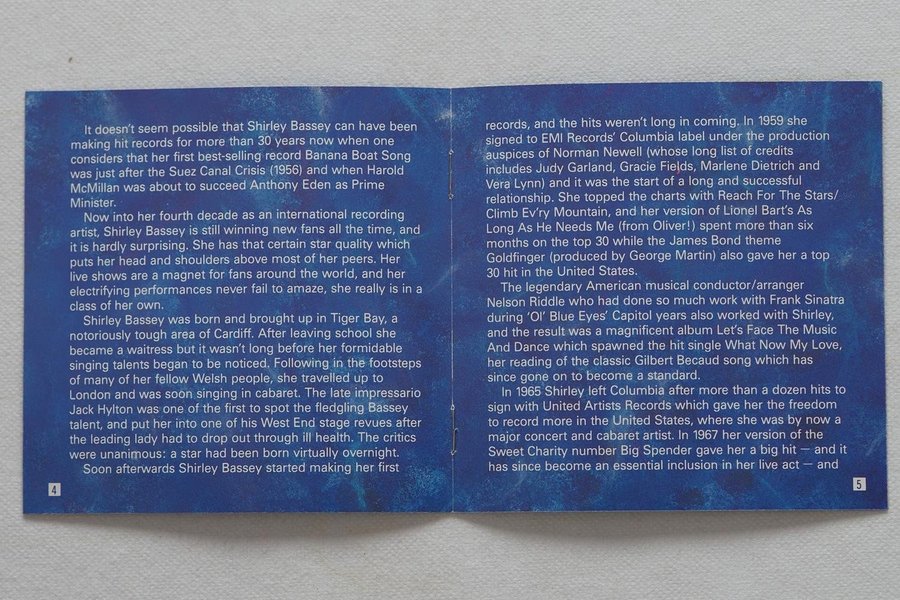 It doesn't seem possible that Shirley Bassey can have been
making hit records for more than 30 years now when one
considers that her first best-selling record Banana Boat Song
was just after the Suez Canal Crisis (1956) and when Harold
McMillan was about to succeed Anthony Eden as Prime
Minister.
Now into her fourth decade as an international recording
artist, Shirley Bassey is still winning new fans all the time, and
it is hardly surprising. She has that certain star quality which
puts her head and shoulders above most of her peers. Her
live shows are a magnet for fans around the world, and her
electrifying performances never fail to amaze, she really is in a
class of her own.
Shirley Bassey was born and brought up in Tiger Bay, a
notoriously tough area of Cardiff. After leaving school she
became a waitress but it wasn't long before her formidable
singing talents began to be noticed. Following in the footsteps
of many of her fellow Welsh people, she travelled up to
London and was soon singing in cabaret. The late impressario
Jack Hylton was one of the first to spot the fledgling Bassey
talent, and put her into one of his West End stage revues after
the leading lady had to drop out through ill health. The critics
were unanimous: a star had been born virtually overnight.
Soon afterwards Shirley Bassey started making her first
4
records, and the hits weren't long in coming. In 1959 she
signed to EMI Records' Columbia label under the production
auspices of Norman Newell (whose long list of credits
includes Judy Garland, Gracie Fields, Marlene Dietrich and
Vera Lynn) and it was the start of a long and successful
relationship. She topped the charts with Reach For The Stars/
Climb Ev'ry Mountain, and her version of Lionel Bart's As
Long As He Needs Me (from Oliver!) spent more than six
months on the top 30 while the James Bond theme
Goldfinger (produced by George Martin) also gave her a top
30 hit in the United States.
The legendary American musical conductor/arranger
Nelson Riddle who had done so much work with Frank Sinatra
during 'Ol' Blue Eyes' Capitol years also worked with Shirley,
and the result was a magnificent album Let's Face The Music
And Dance which spawned the hit single What Now My Love,
her reading of the classic Gilbert Becaud song which has
since gone on to become a standard.
In 1965 Shirley left Columbia after more than a dozen hits to
sign with United Artists Records which gave her the freedom
to record more in the United States, where she was by now a
major concert and cabaret artist. In 1967 her version of the
Sweet Charity number Big Spender gave her a big hit — and it
has since become an essential inclusion in her live act — and
5